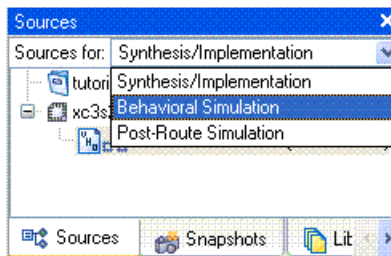 Sources
Sources for: Synthesis/Implementation
tutori Synthesis/Implementation
xc3s Behavioral Simulation
Post-Route Simulation
Sources Snapshots Lit